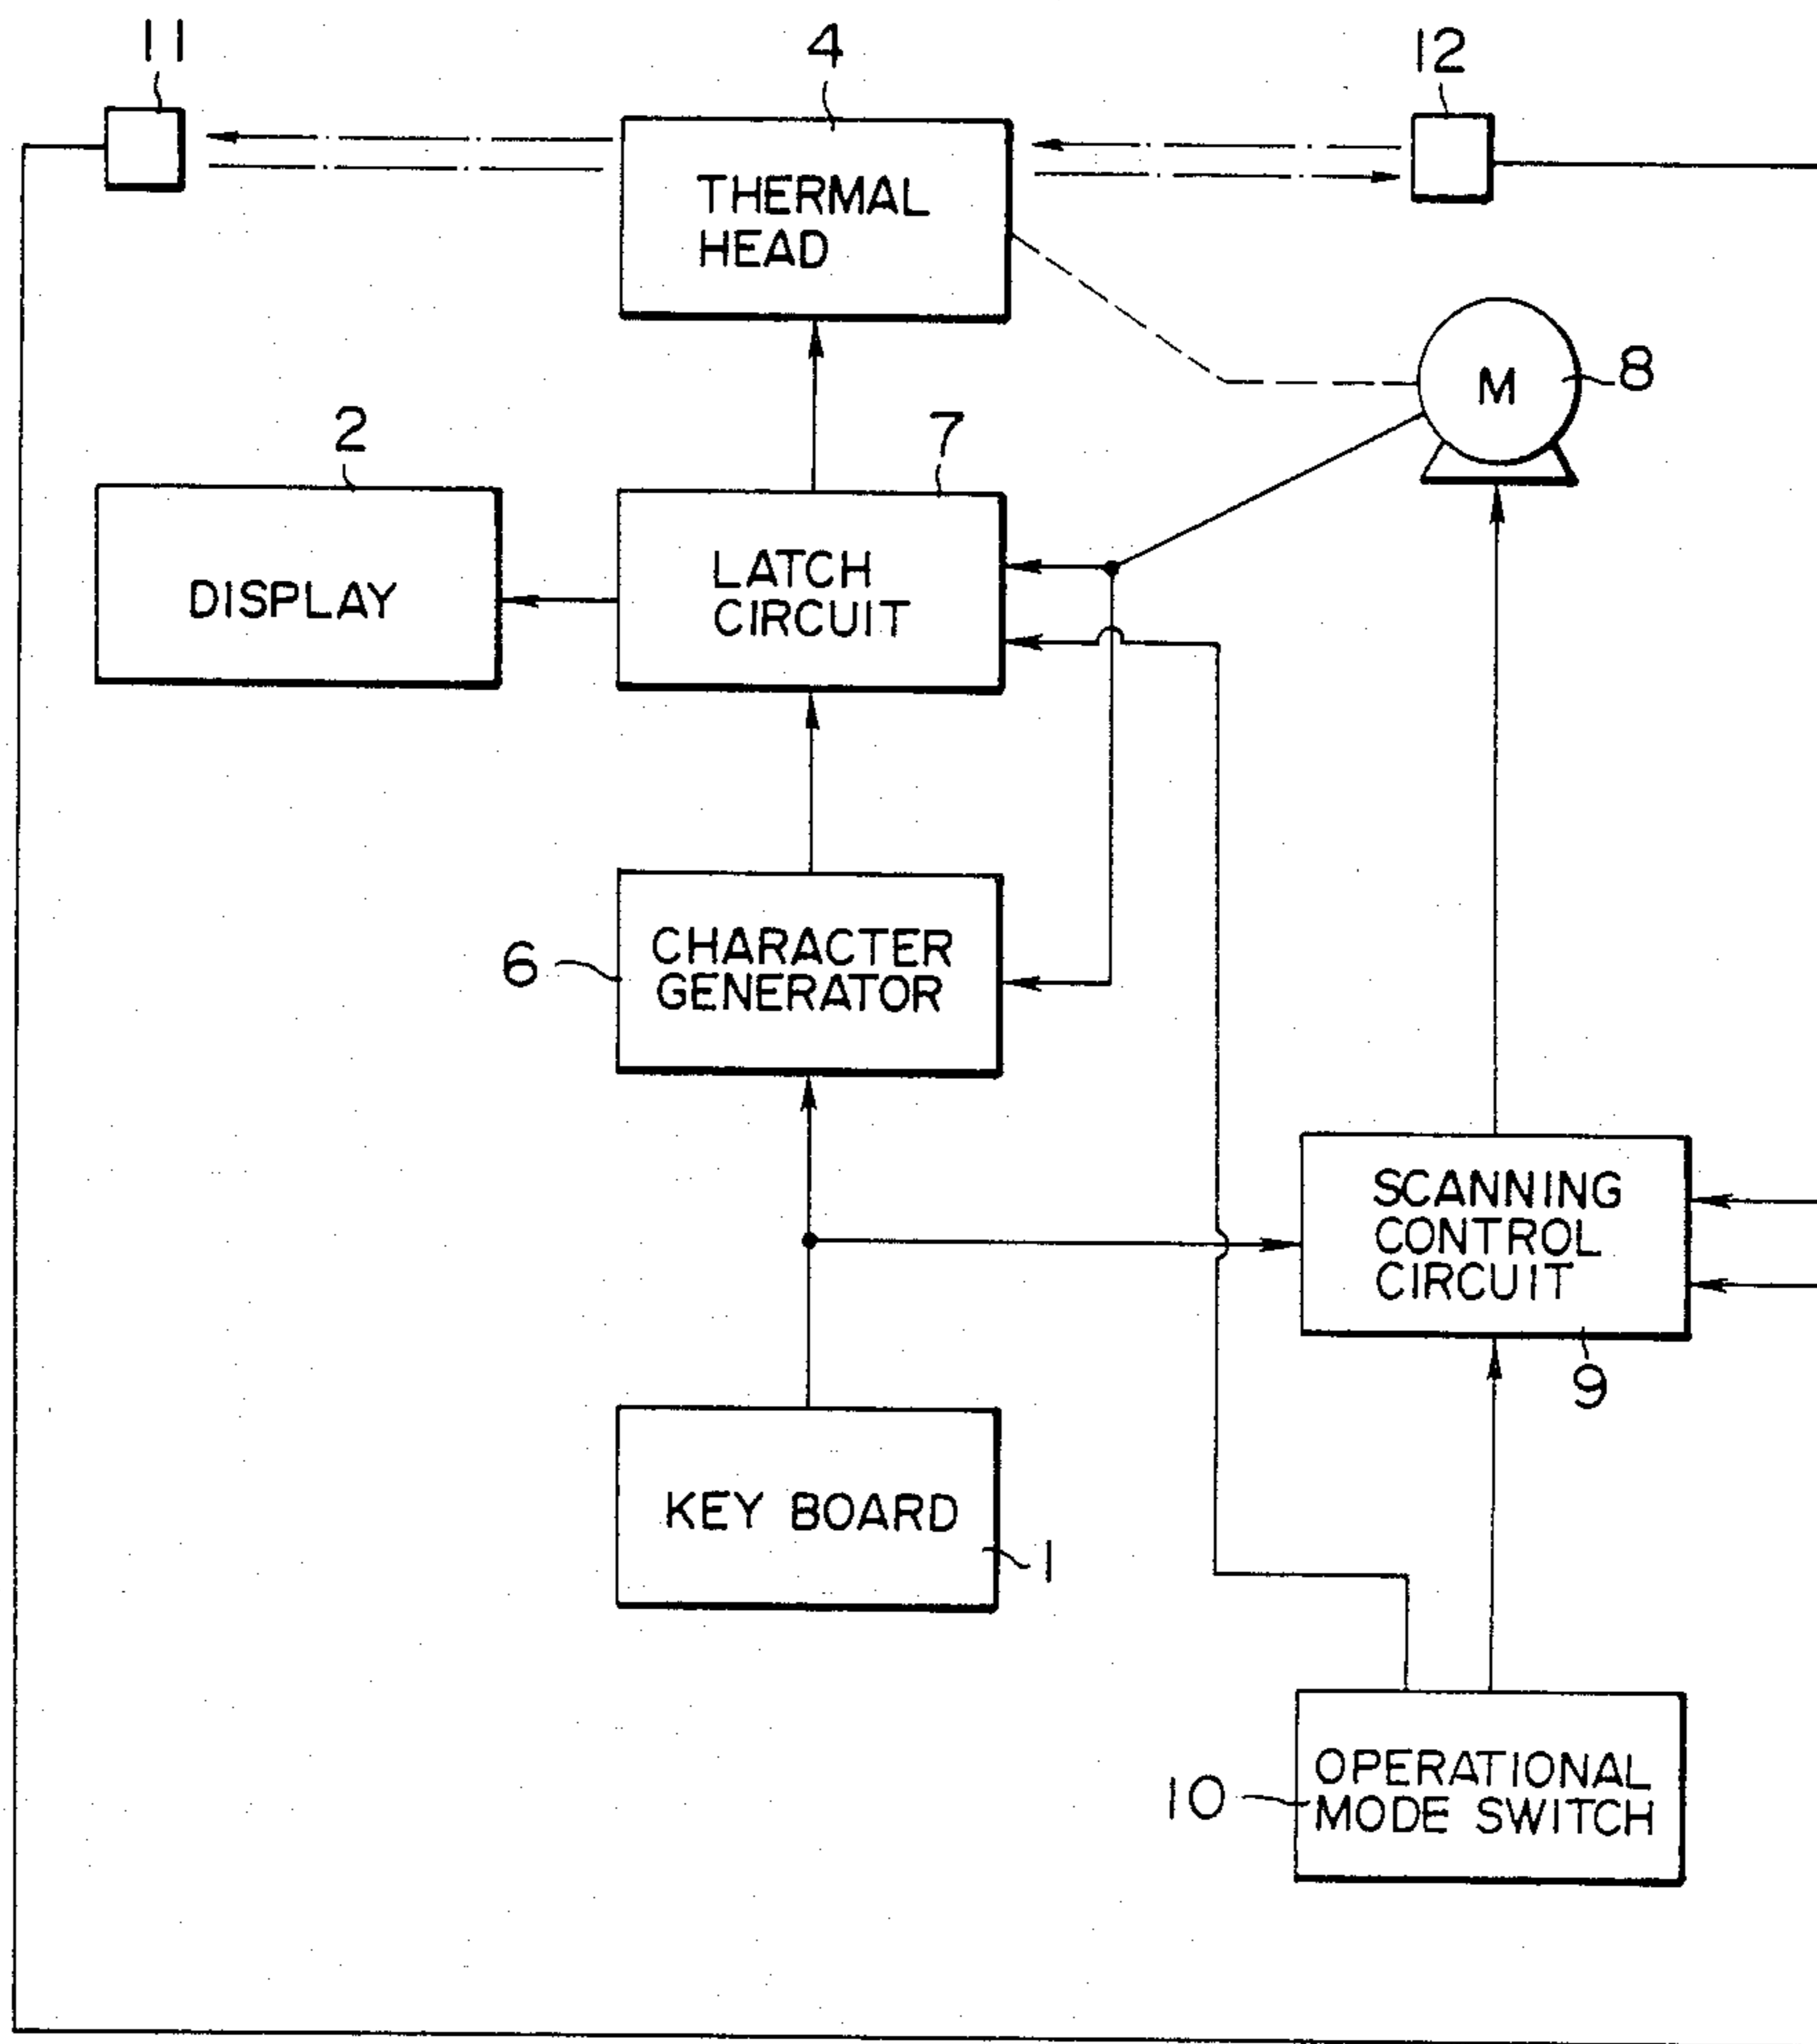 11
4
12
THERMAL
HEAD
M
8
2
7
DISPLAY
LATCH
CIRCUIT
6
CHARACTER
GENERATOR
SCANNING
CONTROL
CIRCUIT
9
KEY BOARD
1
10
OPERATIONAL
MODE SWITCH